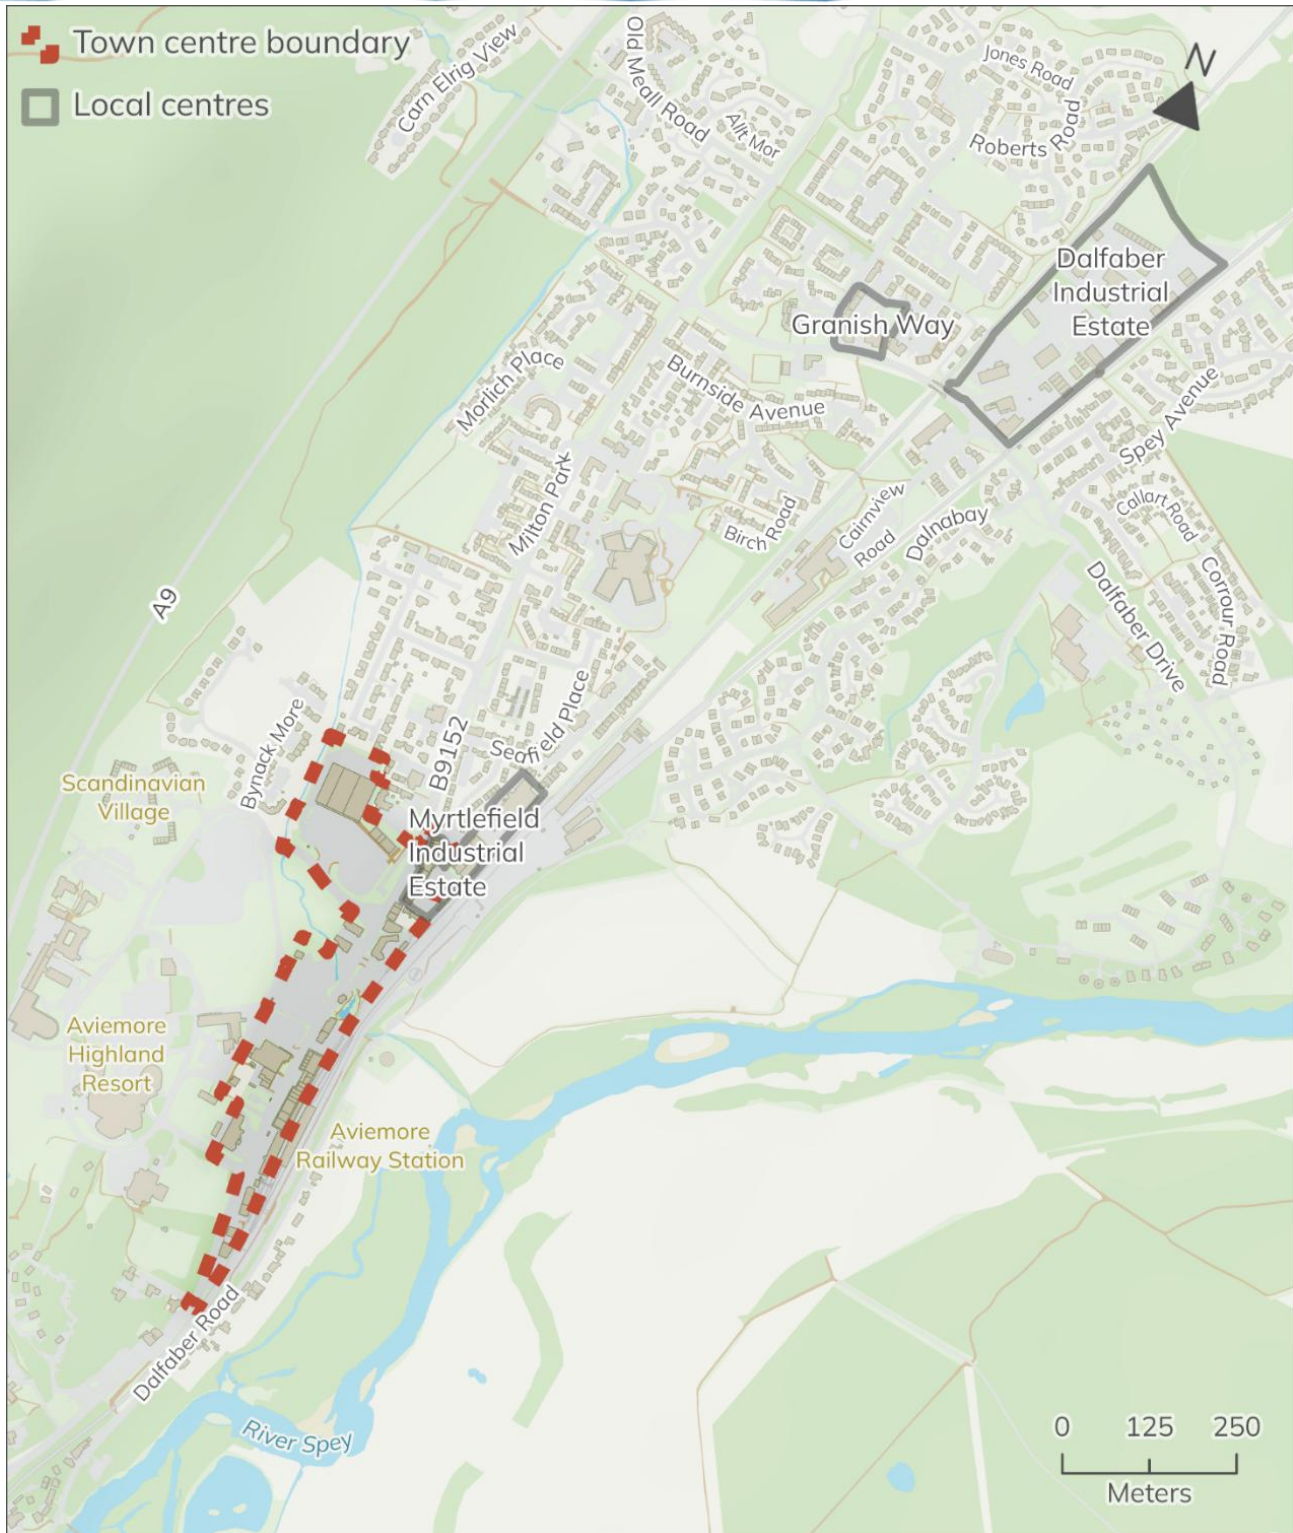 Town centre boundary
Local centres
Carn Elrig View
Old Meall Road
Allt Mor
Jones Road
Roberts Road
N
Dalfaber
Industrial
Estate
Granish Way
Morlich Place
Burnside Avenue
Spey Avenue
Milton Park
Birch Road
Cairnview
Road
Dalnabay
Callart Road
Corrour Road
Dalfaber Drive
A9
Bynack More
B9152
Seafield Place
Scandinavian
Village
Myrtlefield
Industrial
Estate
Aviemore
Highland
Resort
Aviemore
Railway Station
Dalfaber Road
River Spey
0 125 250
Meters